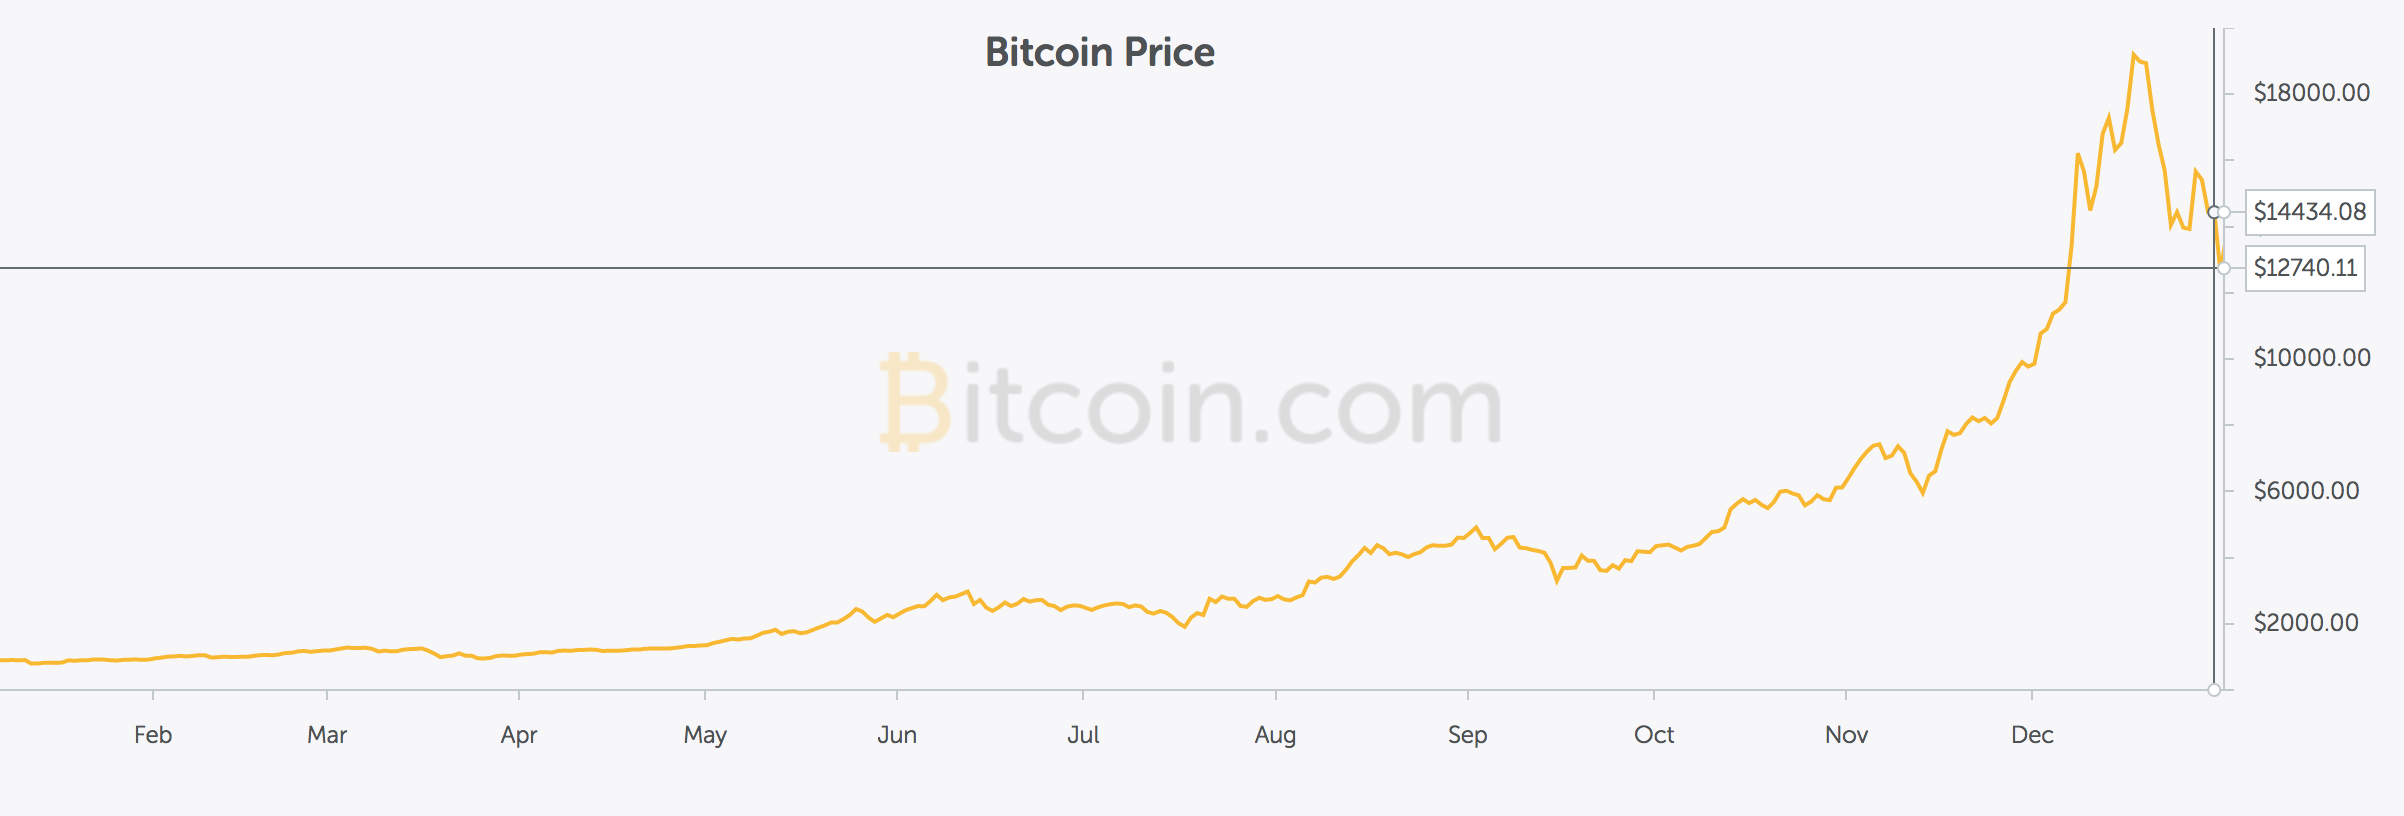 Bitcoin Price
$18000.00
$14434.08
$12740.11
$10000.00
Bitcoin.com
$6000.00
$2000.00
Feb Mar Apr May Jun Jul Aug Sep Oct Nov Dec